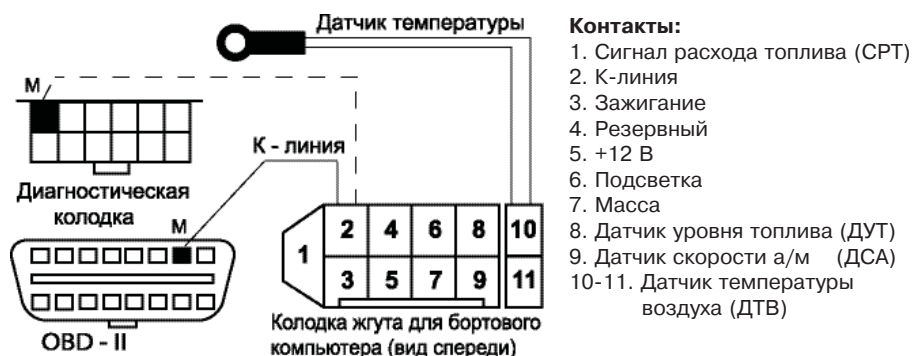 Датчик температуры
М
К - линия
Диагностическая
колодка
М
OBD - II
1
2 4 6 8 10
3 5 7 9 11
Колодка жгута для бортового
компьютера (вид спереди)
Контакты:
1. Сигнал расхода топлива (СРТ)
2. К-линия
3. Зажигание
4. Резервный
5. +12 В
6. Подсветка
7. Масса
8. Датчик уровня топлива (ДУТ)
9. Датчик скорости а/м (ДСА)
10-11. Датчик температуры
воздуха (ДТВ)